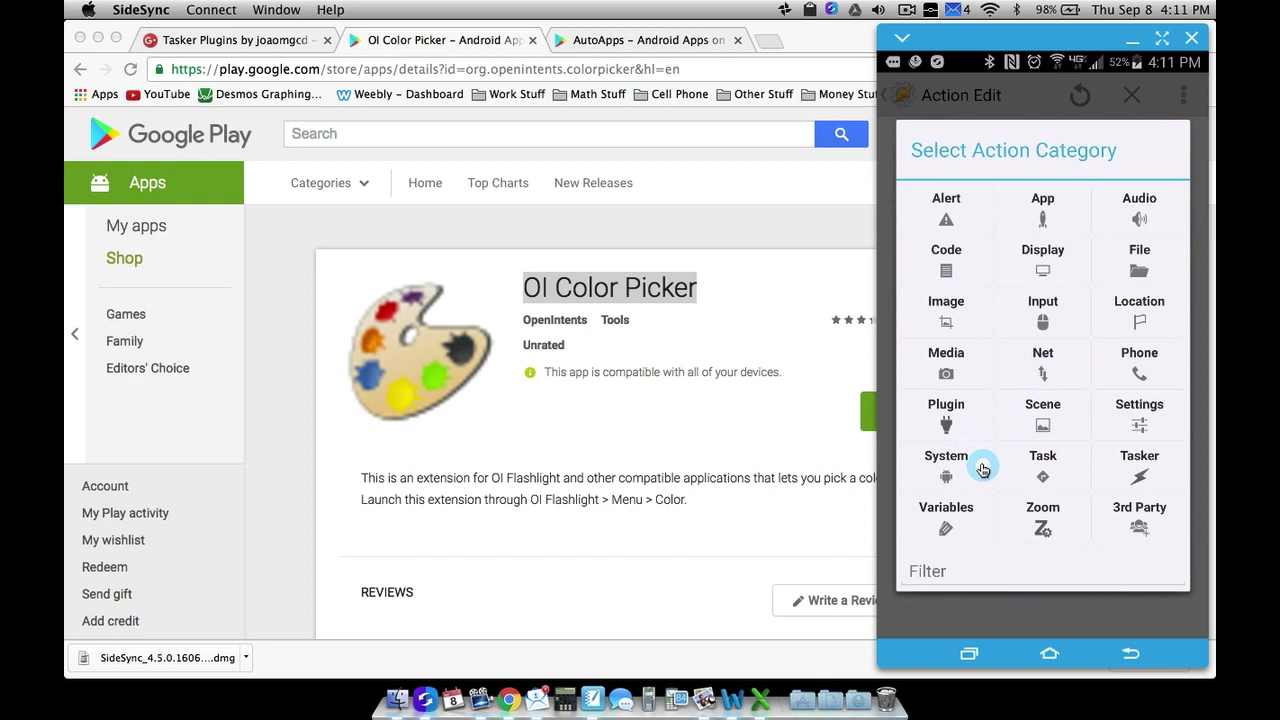 SideSync Connect Window Help 4 98% Thu Sep 8 4:11 PM
Tasker Plugins by joaomgcd
OI Color Picker – Android App
AutoApps – Android Apps on
https://play.google.com/store/apps/details?id=org.openintents.colorpicker&hl=en
Apps YouTube Desmos Graphing... Weebly – Dashboard Work Stuff Math Stuff Cell Phone Other Stuff Money Stu
Google Play
Search
Apps
Categories Home Top Charts New Releases
My apps
Shop
Games
Family
Editors' Choice
Account
My Play activity
My wishlist
Redeem
Send gift
Add credit
OI Color Picker
OpenIntents Tools
Unrated
This app is compatible with all of your devices.
This is an extension for OI Flashlight and other compatible applications that lets you pick a col
Launch this extension through OI Flashlight > Menu > Color.
REVIEWS
Write a Revi
SideSync_4.5.0.1606....dmg
4G 52% 4:11 PM
Action Edit
Select Action Category
Alert App Audio
Code Display File
Image Input Location
Media Net Phone
Plugin Scene Settings
System Task Tasker
Variables Zoom 3rd Party
Filter